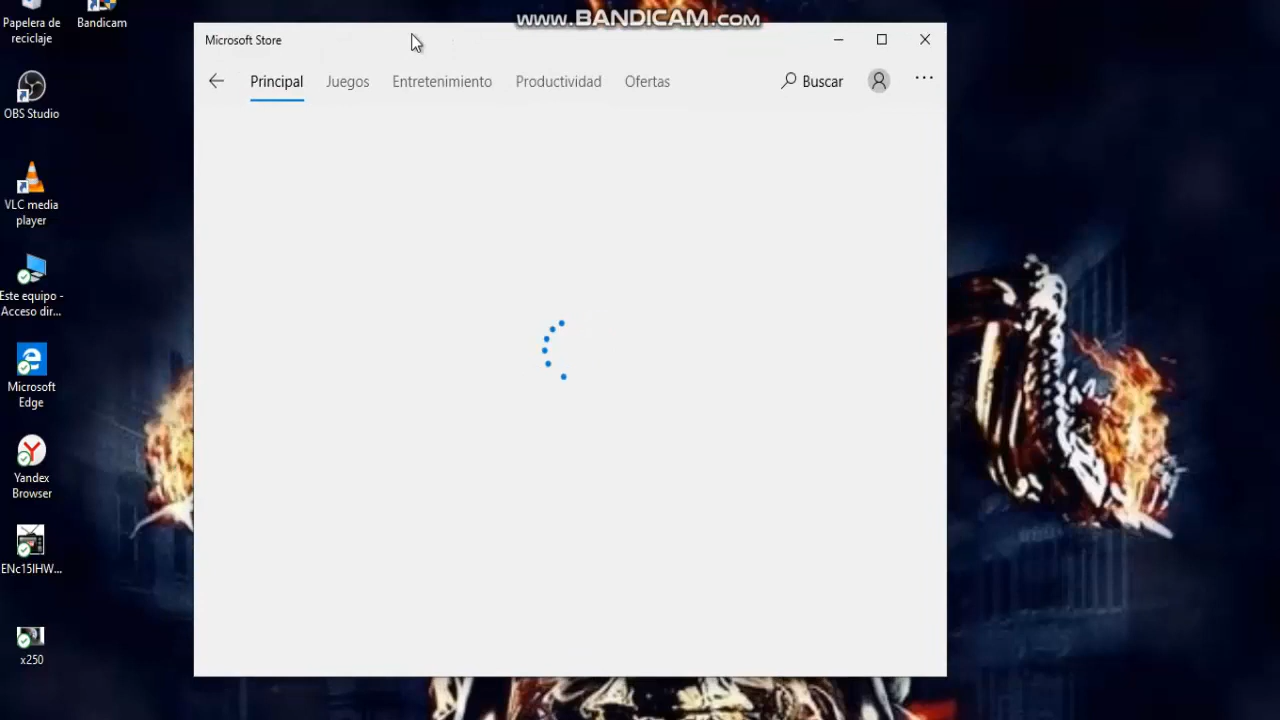 www.BANDICAM.com
Papelera de
reciclaje
Bandicam
OBS Studio
VLC media
player
Este equipo -
Acceso dir...
Microsoft
Edge
Yandex
Browser
ENc15IHW...
x250
Microsoft Store
Principal
Juegos
Entretenimiento
Productividad
Ofertas
Buscar